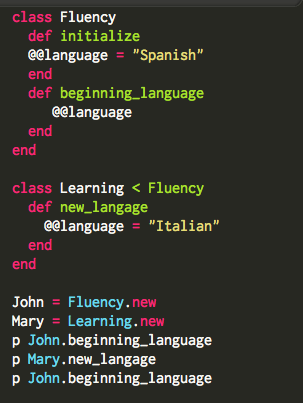 class Fluency
  def initialize
  @@language = "Spanish"
  end
  def beginning_language
     @@language
  end
end

class Learning < Fluency
  def new_langage
    @@language = "Italian"
  end
end

John = Fluency.new
Mary = Learning.new
p John.beginning_language
p Mary.new_langage
p John.beginning_language